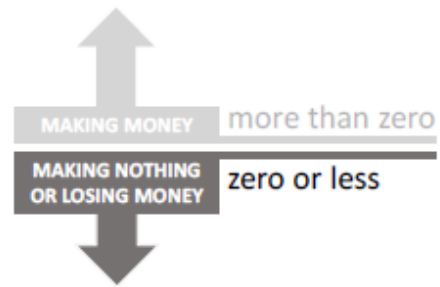 MAKING MONEY more than zero
MAKING NOTHING
OR LOSING MONEY
zero or less